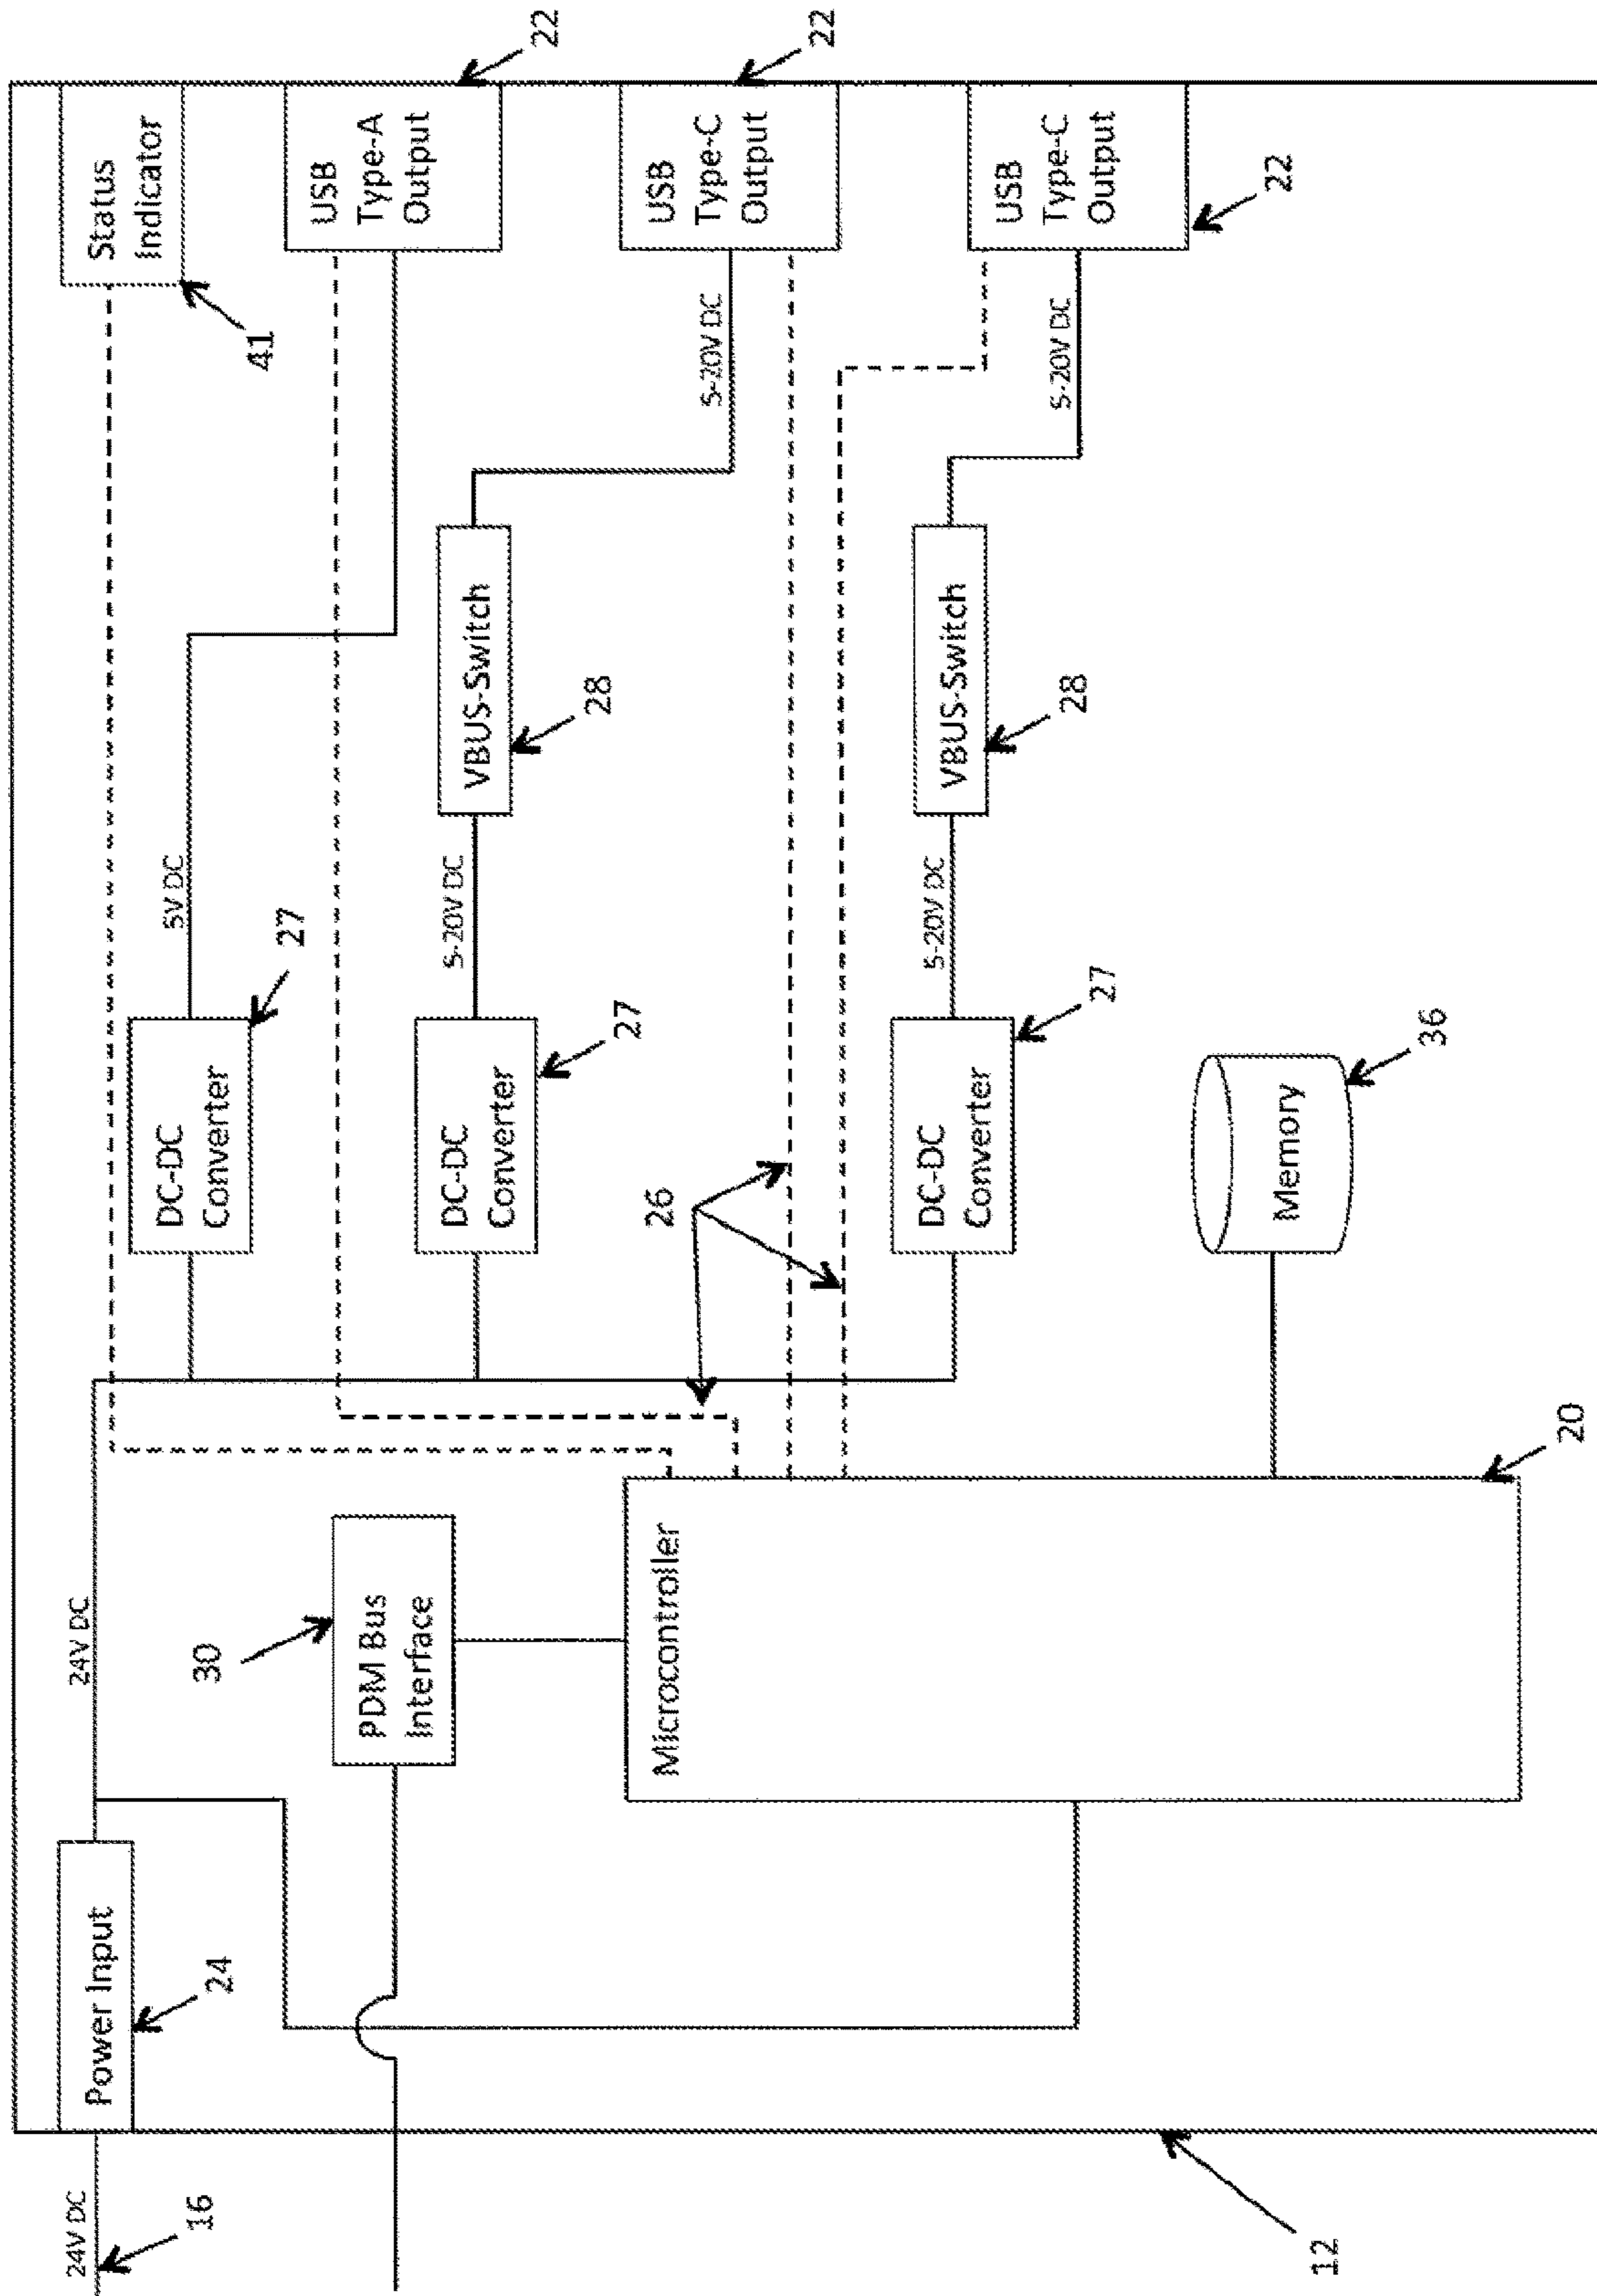 24V DC
16
Power Input
24
24V DC
30
PDM Bus
Interface
Microcontroller
20
12
DC-DC
Converter
27
5V DC
DC-DC
Converter
27
5-20V DC
VBUS-Switch
28
5-20V DC
26
DC-DC
Converter
27
5-20V DC
VBUS-Switch
28
5-20V DC
Memory
36
Status
Indicator
41
USB
Type-A
Output
22
USB
Type-C
Output
22
USB
Type-C
Output
22